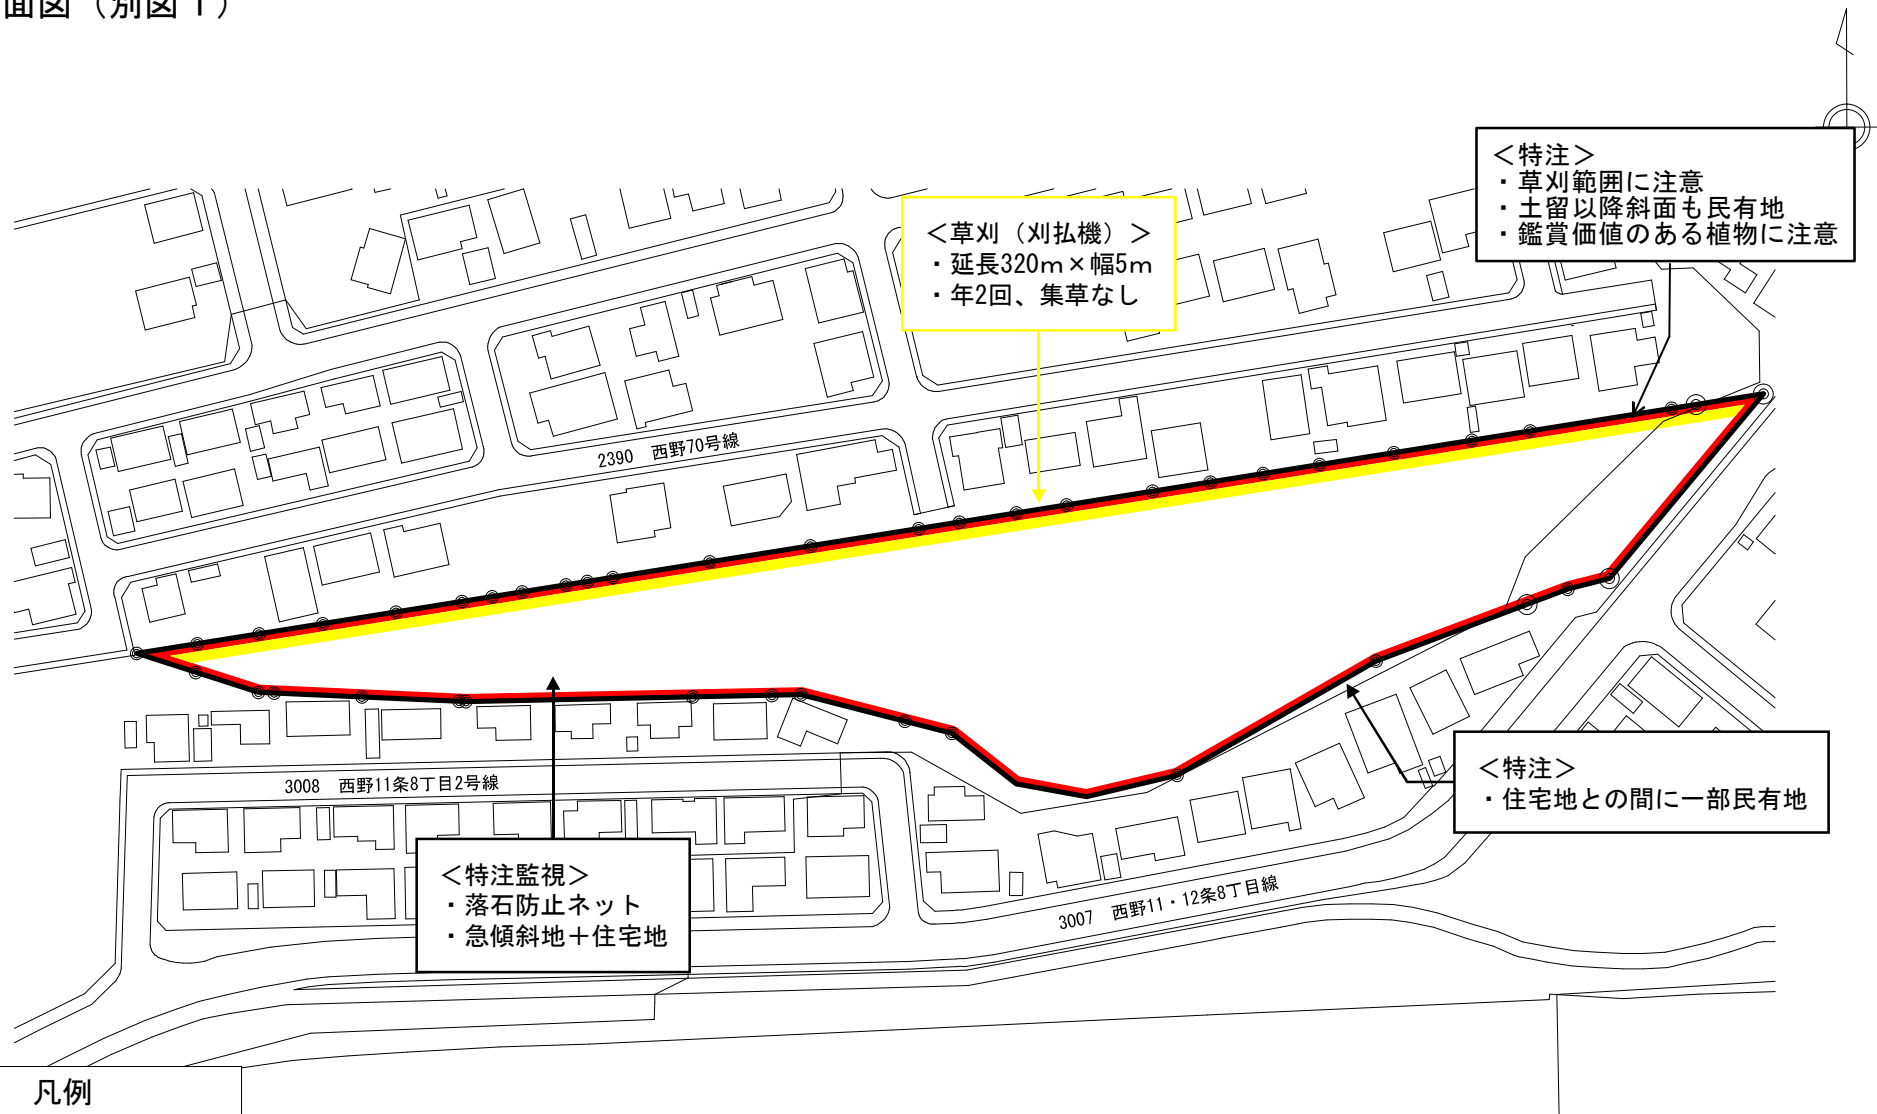 面図（別図１）
＜特注＞
・草刈範囲に注意
・土留以降斜面も民有地
・鑑賞価値のある植物に注意
＜草刈（刈払機）＞
・延長320ｍ×幅5ｍ
・年2回、集草なし
2390　西野70号線
3008　西野11条8丁目2号線
＜特注＞
・住宅地との間に一部民有地
＜特注監視＞
・落石防止ネット
・急傾斜地＋住宅地
3007　西野11・12条8丁目線
凡例